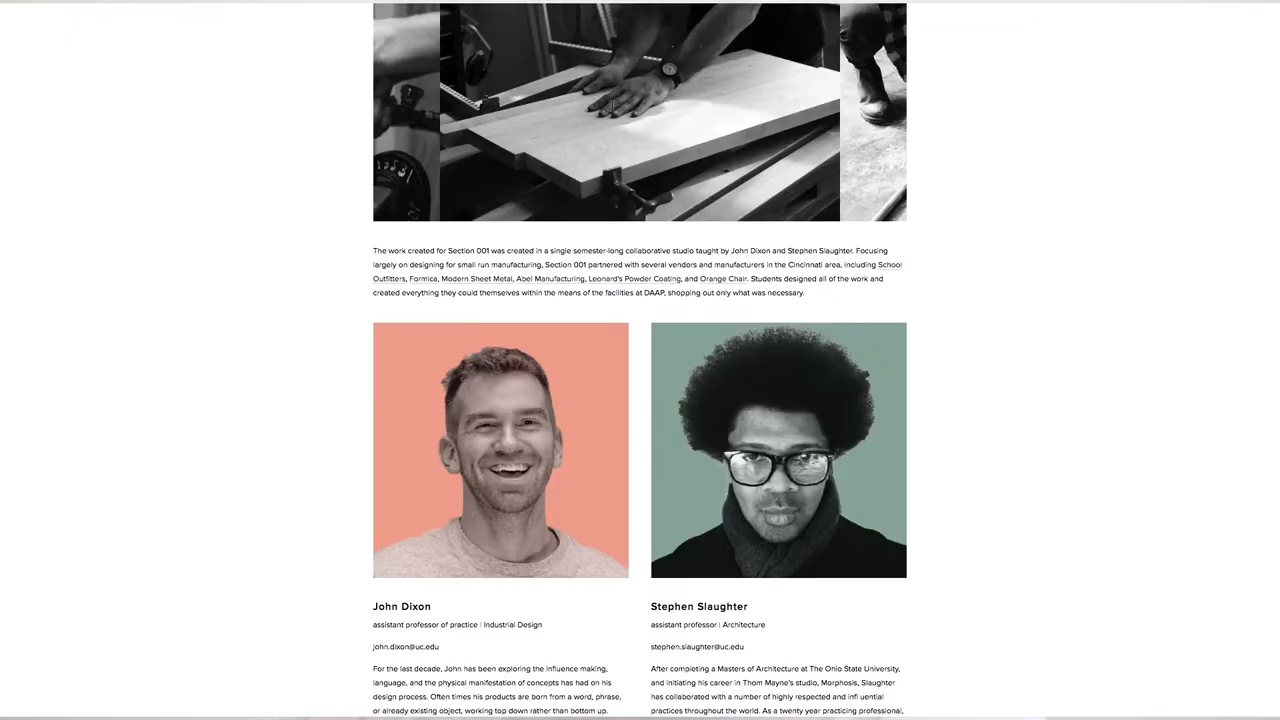 The work created for Section 001 was created in a single semester-long collaborative studio taught by John Dixon and Stephen Slaughter. Focusing
largely on designing for small run manufacturing, Section 001 partnered with several vendors and manufacturers in the Cincinnati area, including School
Outfitters, Formica, Modern Sheet Metal, Abel Manufacturing, Leonard's Powder Coating, and Orange Chair. Students designed all of the work and
created everything they could themselves within the means of the facilities at DAAP, shopping out only what was necessary.
John Dixon
assistant professor of practice | Industrial Design
john.dixon@uc.edu
For the last decade, John has been exploring the influence making,
language, and the physical manifestation of concepts has had on his
design process. Often times his products are born from a word, phrase,
or already existing object, working top down rather than bottom up.
Stephen Slaughter
assistant professor | Architecture
stephen.slaughter@uc.edu
After completing a Masters of Architecture at The Ohio State University,
and initiating his career in Thom Mayne's studio, Morphosis, Slaughter
has collaborated with a number of highly respected and infl uential
practices throughout the world. As a twenty year practicing professional,